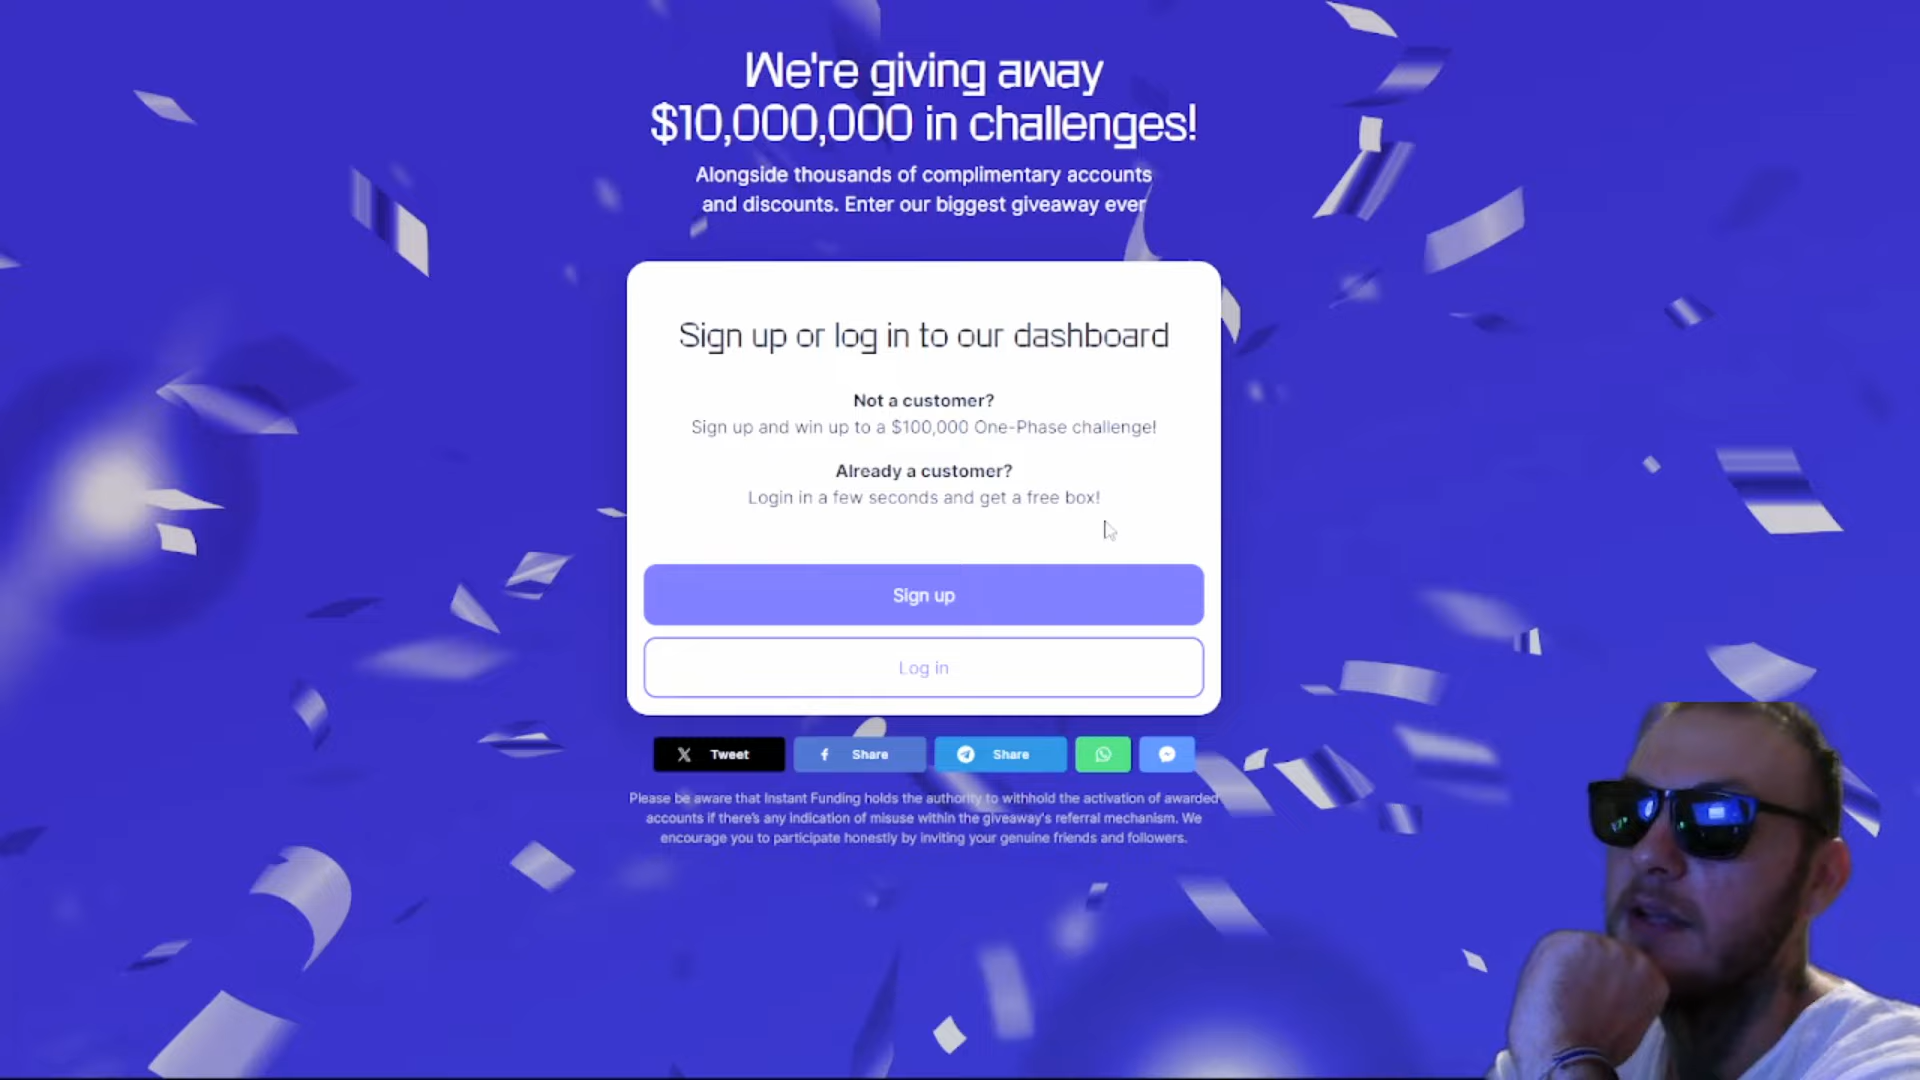 We're giving away
$10,000,000 in challenges!
Alongside thousands of complimentary accounts
and discounts. Enter our biggest giveaway ever
Sign up or log in to our dashboard
Not a customer?
Sign up and win up to a $100,000 One-Phase challenge!
Already a customer?
Login in a few seconds and get a free box!
Sign up
Log in
Tweet Share Share
Please be aware that Instant Funding holds the authority to withhold the activation of awarded
accounts if there's any indication of misuse within the giveaway's referral mechanism. We
encourage you to participate honestly by inviting your genuine friends and followers.